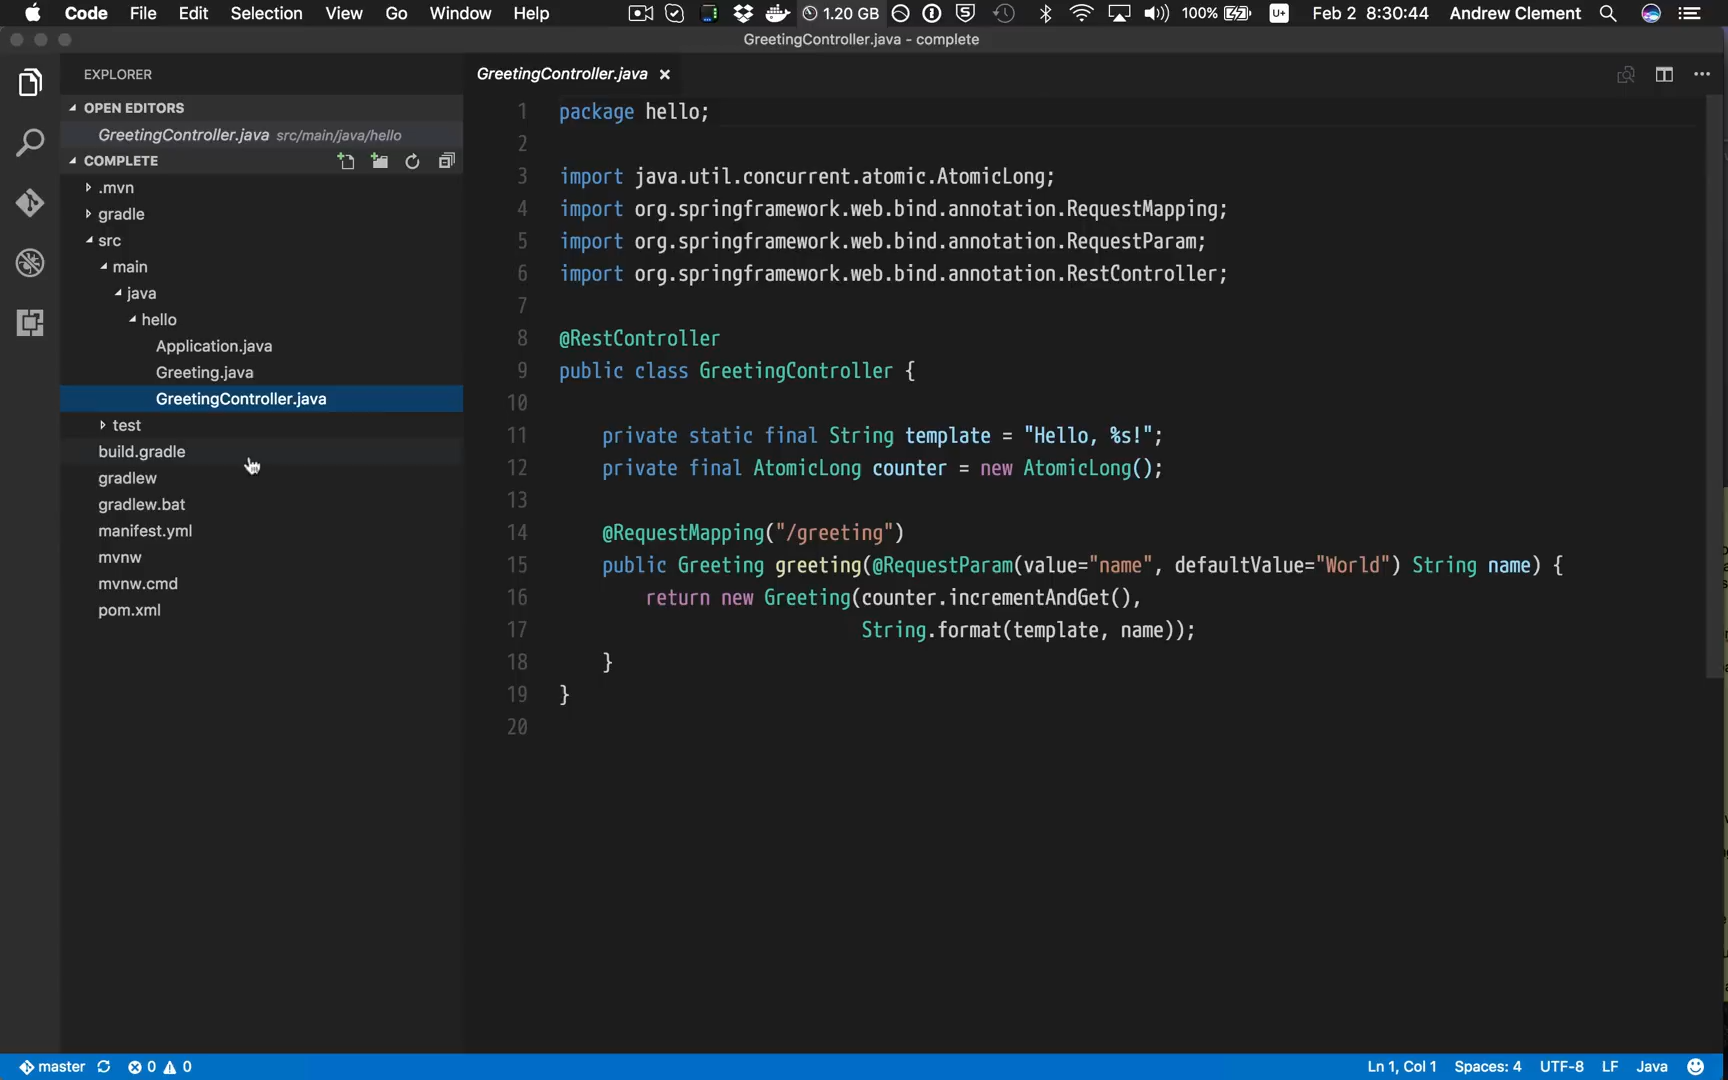 Code File Edit Selection View Go Window Help 1.20 GB 100% U+ Feb 2 8:30:44 Andrew Clement
GreetingController.java - complete
EXPLORER
OPEN EDITORS
GreetingController.java src/main/java/hello
COMPLETE
.mvn
gradle
src
main
java
hello
Application.java
Greeting.java
GreetingController.java
test
build.gradle
gradlew
gradlew.bat
manifest.yml
mvnw
mvnw.cmd
pom.xml
GreetingController.java ×
1 package hello;
2
3 import java.util.concurrent.atomic.AtomicLong;
4 import org.springframework.web.bind.annotation.RequestMapping;
5 import org.springframework.web.bind.annotation.RequestParam;
6 import org.springframework.web.bind.annotation.RestController;
7
8 @RestController
9 public class GreetingController {
10
11 private static final String template = "Hello, %s!";
12 private final AtomicLong counter = new AtomicLong();
13
14 @RequestMapping("/greeting")
15 public Greeting greeting(@RequestParam(value="name", defaultValue="World") String name) {
16 return new Greeting(counter.incrementAndGet(),
17 String.format(template, name));
18 }
19 }
20
master 0 0 Ln 1, Col 1 Spaces: 4 UTF-8 LF Java